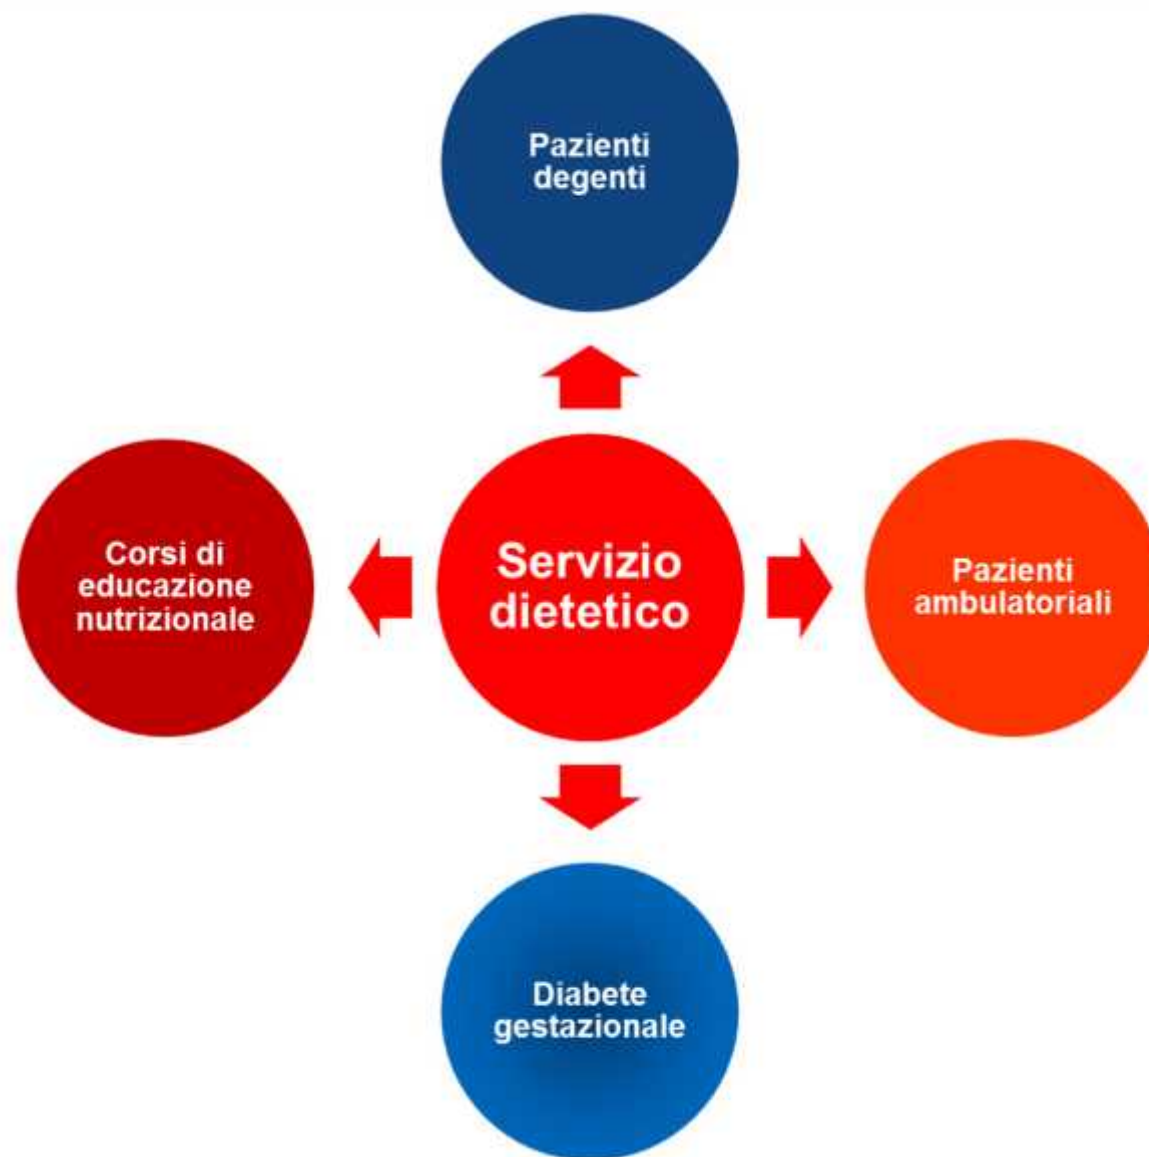 Pazienti
degenti
Corsi di
educazione
nutrizionale
Servizio
dietetico
Pazienti
ambulatoriali
Diabete
gestazionale